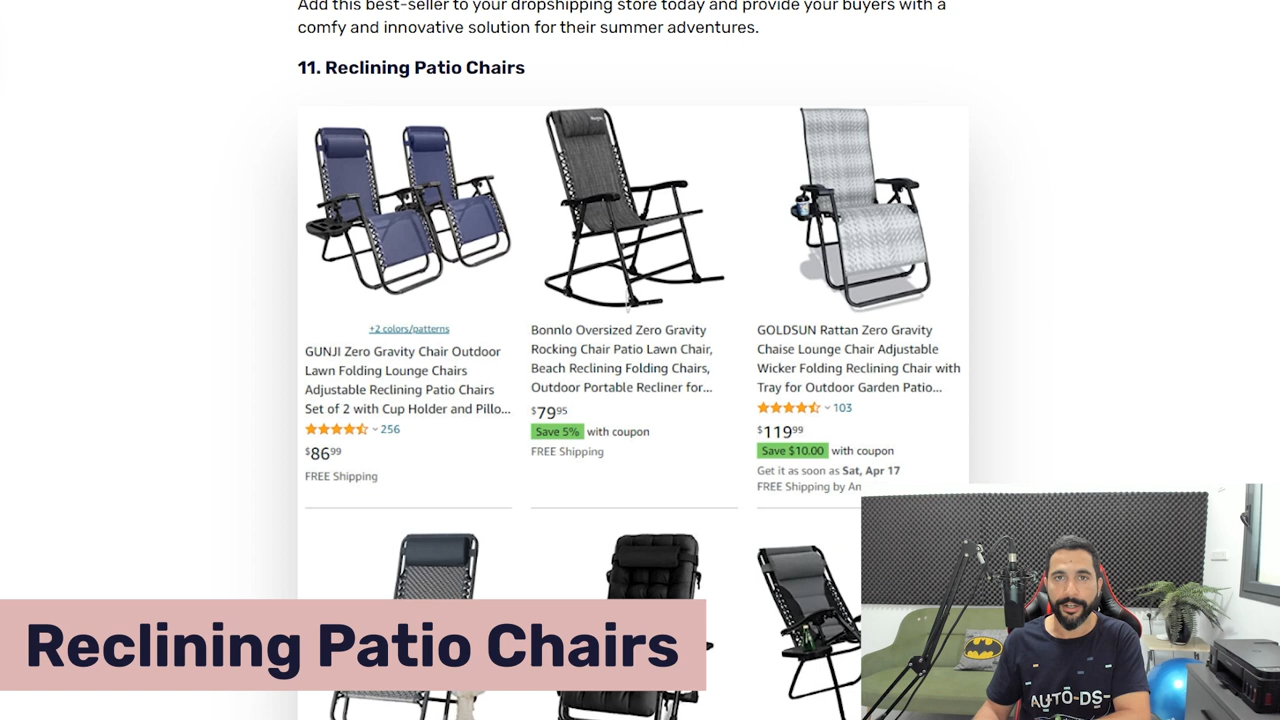 Add this best-seller to your dropshipping store today and provide your buyers with a
comfy and innovative solution for their summer adventures.
11. Reclining Patio Chairs
+2 colors/patterns
GUNJI Zero Gravity Chair Outdoor
Lawn Folding Lounge Chairs
Adjustable Reclining Patio Chairs
Set of 2 with Cup Holder and Pillo...
256
$86.99
FREE Shipping
Bonnlo Oversized Zero Gravity
Rocking Chair Patio Lawn Chair,
Beach Reclining Folding Chairs,
Outdoor Portable Recliner for...
$79.95
Save 5% with coupon
FREE Shipping
GOLDSUN Rattan Zero Gravity
Chaise Lounge Chair Adjustable
Wicker Folding Reclining Chair with
Tray for Outdoor Garden Patio...
103
$119.99
Save $10.00 with coupon
Get it as soon as Sat, Apr 17
FREE Shipping by
Reclining Patio Chairs
AUTO-DS-